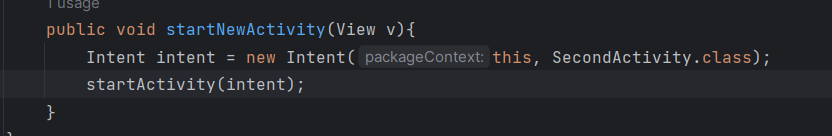 1 usage
public void startNewActivity(View v){
Intent intent = new Intent( packageContext: this, SecondActivity.class);
startActivity(intent);
}
}